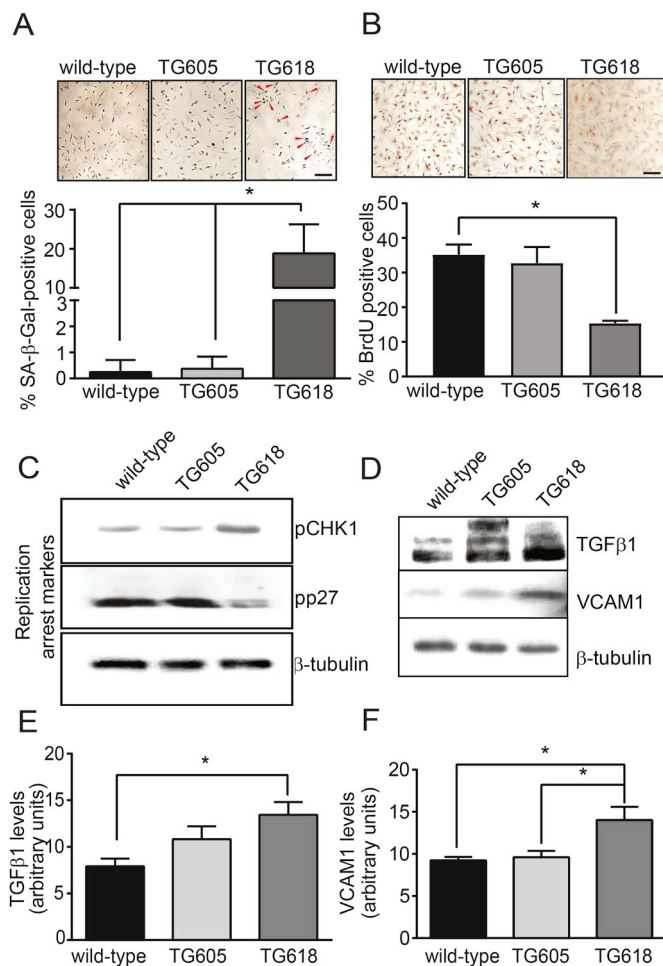 A
wild-type TG605 TG618
*
% SA-β-Gal-positive cells
30
20
10
3
2
1
0
wild-type TG605 TG618
B
wild-type TG605 TG618
*
% BrdU positive cells
50
40
30
20
10
0
wild-type TG605 TG618
C
wild-type TG605 TG618
Replication
arrest markers
pCHK1
pp27
β-tubulin
D
wild-type TG605 TG618
TGFβ1
VCAM1
β-tubulin
E
*
TGFβ1 levels
(arbitrary units)
20
15
10
5
0
wild-type TG605 TG618
F
*
*
VCAM1 levels
(arbitrary units)
20
15
10
5
0
wild-type TG605 TG618